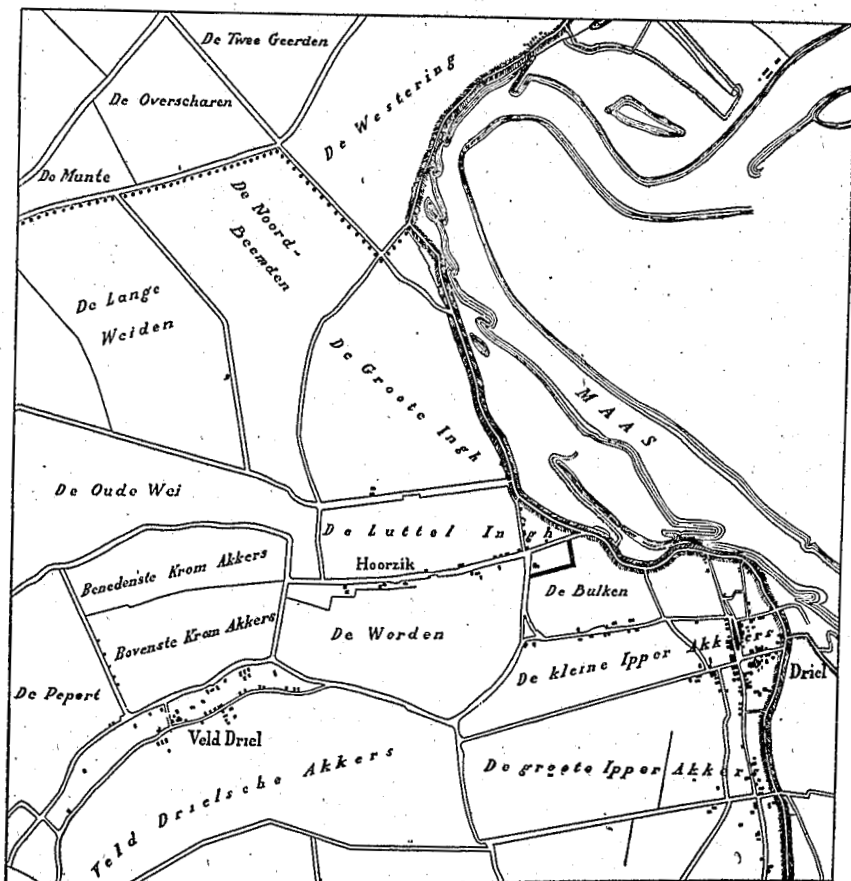 De Twee Geerden
De Westering
De Overscharen
De Munte
De Noord-
Beemden
De Lange
Weiden
De Groote Ingh
MAAS
De Oude Wei
De Luttel Ingh
Hoorzik
Benedenste Krom Akkers
De Bulken
Bovenste Krom Akkers
De Worden
De kleine Ipper Akkers
De Pepert
Driel
Veld Driel
De groote Ipper Akker
Veld Drielsche Akkers